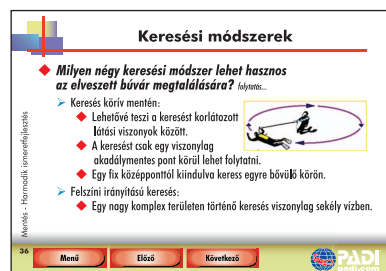 Keresési módszerek
Milyen négy keresési módszer lehet hasznos
az elveszett búvár megtalálására? folytatás...
Keresés körív mentén:
Lehetővé teszi a keresést korlátozott
látási viszonyok között.
A keresést csak egy viszonylag
akadálymentes pont körül lehet folytatni.
Egy fix középponttól kiindulva keress egyre bővülő körön.
Felszíni irányítású keresés:
Egy nagy komplex területen történő keresés viszonylag sekély vízben.
Mentés - Harmadik ismeretfejlesztés
36
Menü
Előző
Következő
PADI
padi.com